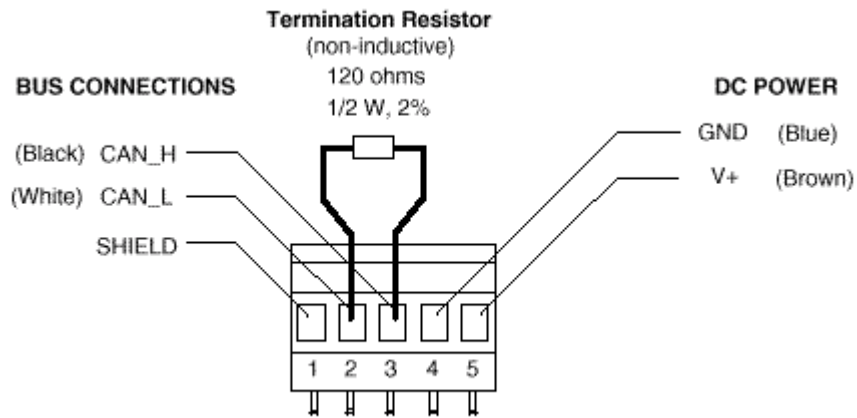 Termination Resistor
(non-inductive)
120 ohms
1/2 W, 2%
BUS CONNECTIONS
(Black) CAN_H
(White) CAN_L
SHIELD
DC POWER
GND (Blue)
V+ (Brown)
1 2 3 4 5